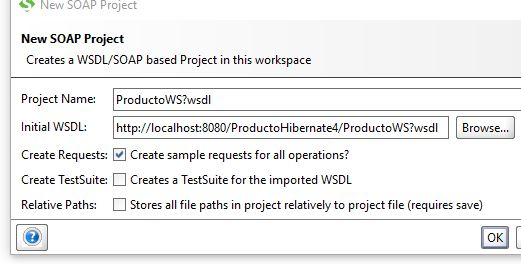 New SOAP Project
New SOAP Project
Creates a WSDL/SOAP based Project in this workspace
Project Name: ProductoWS?wsdl
Initial WSDL: http://localhost:8080/ProductoHibernate4/ProductoWS?wsdl Browse...
Create Requests: Create sample requests for all operations?
Create TestSuite: Creates a TestSuite for the imported WSDL
Relative Paths: Stores all file paths in project relatively to project file (requires save)
? OK